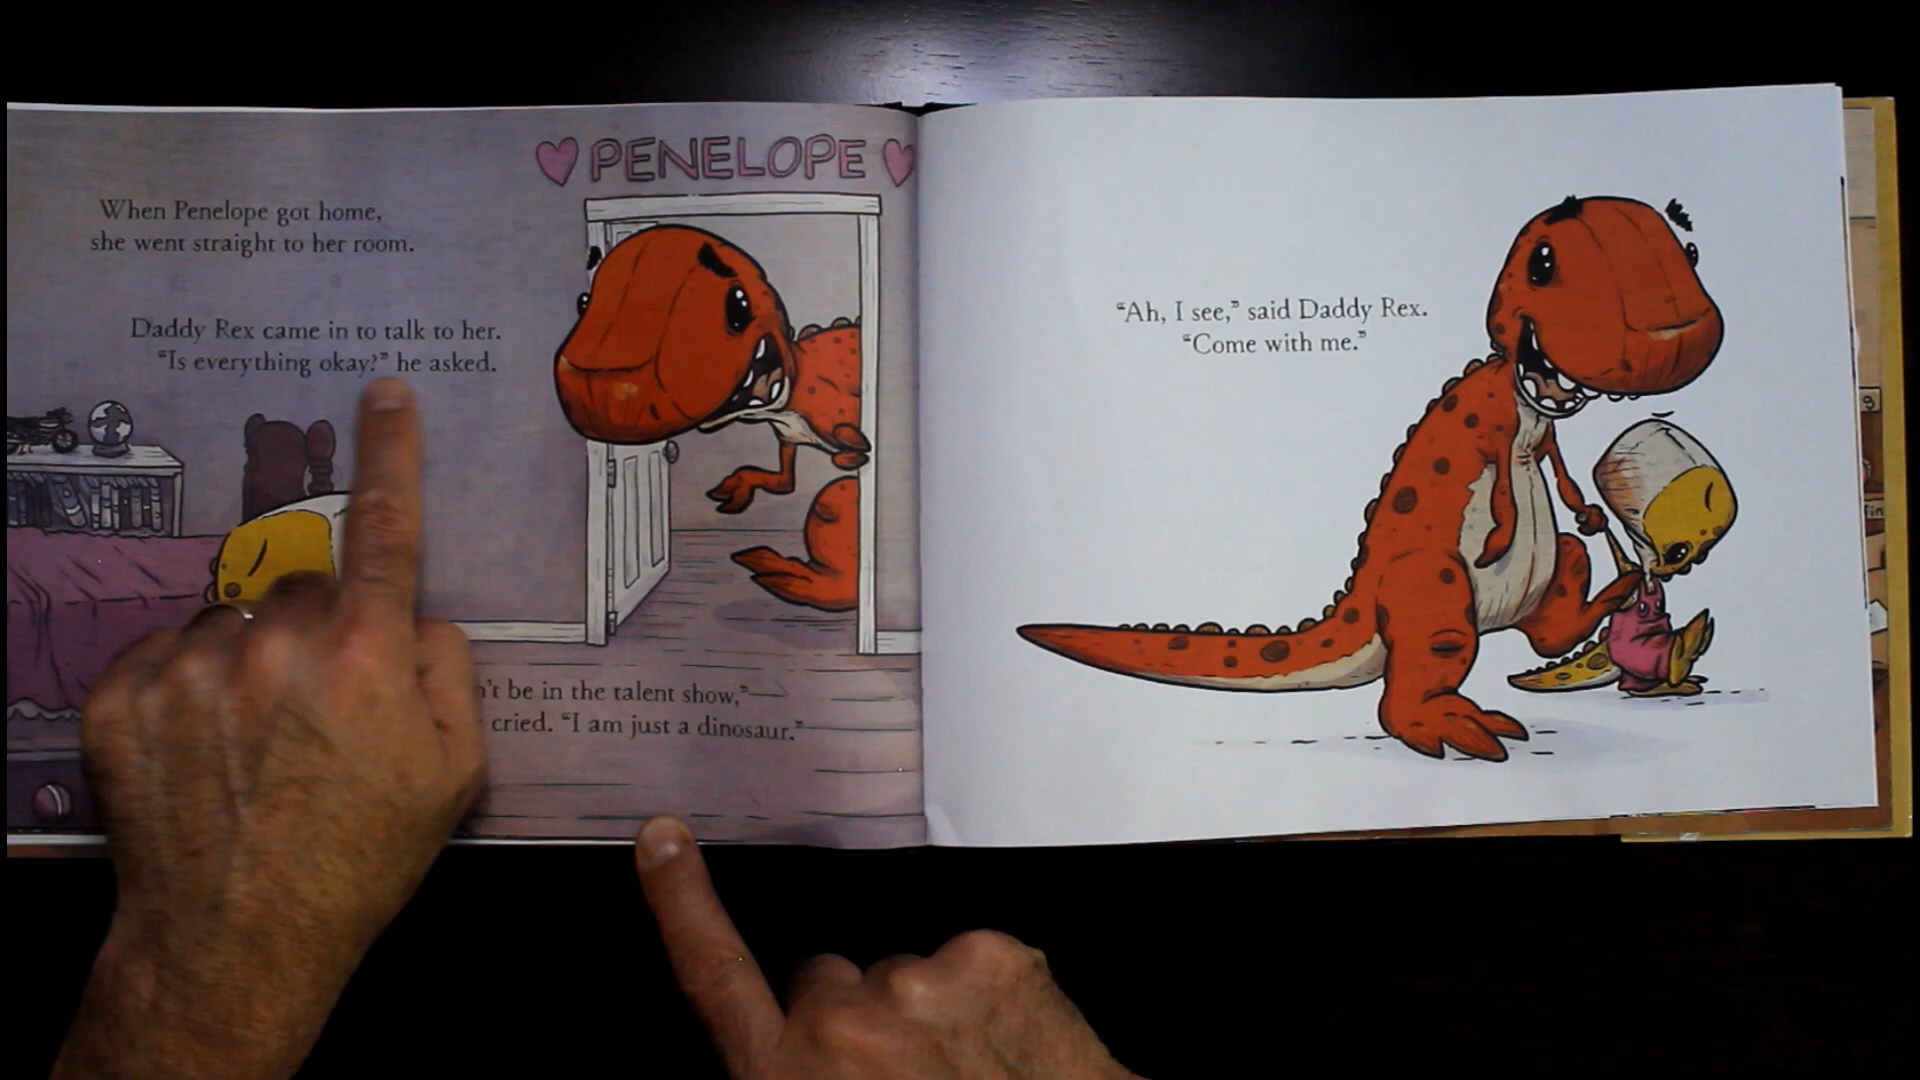 PENELOPE
When Penelope got home,
she went straight to her room.
Daddy Rex came in to talk to her.
“Is everything okay?” he asked.
be in the talent show,”
cried. “I am just a dinosaur.”
“Ah, I see,” said Daddy Rex.
“Come with me.”